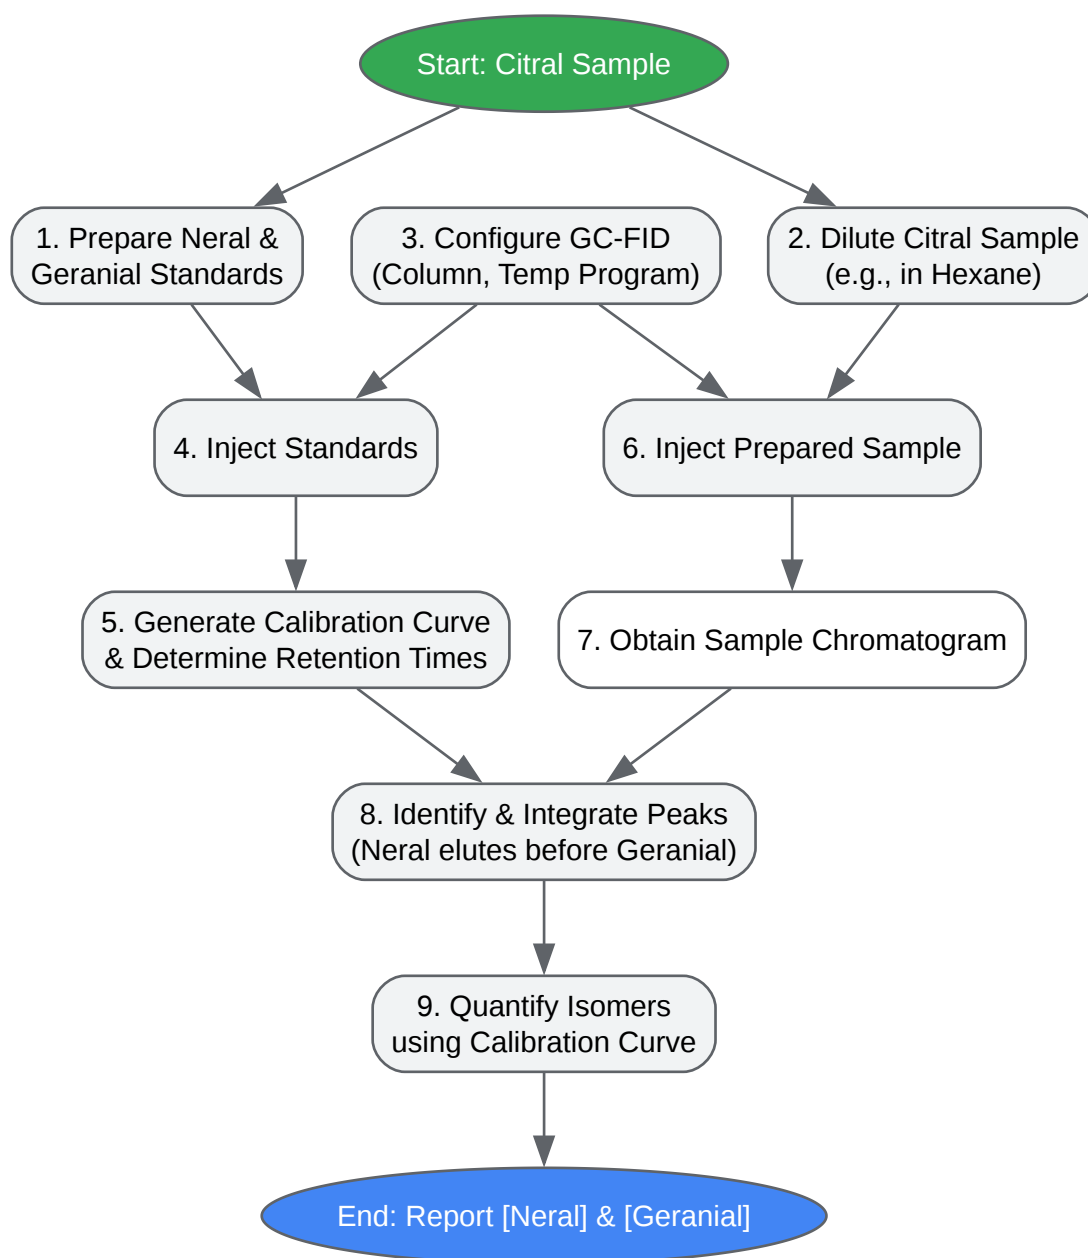 Start: Citral Sample
1. Prepare Neral &
Geranial Standards
3. Configure GC-FID
(Column, Temp Program)
2. Dilute Citral Sample
(e.g., in Hexane)
4. Inject Standards
6. Inject Prepared Sample
5. Generate Calibration Curve
& Determine Retention Times
7. Obtain Sample Chromatogram
8. Identify & Integrate Peaks
(Neral elutes before Geranial)
9. Quantify Isomers
using Calibration Curve
End: Report [Neral] & [Geranial]